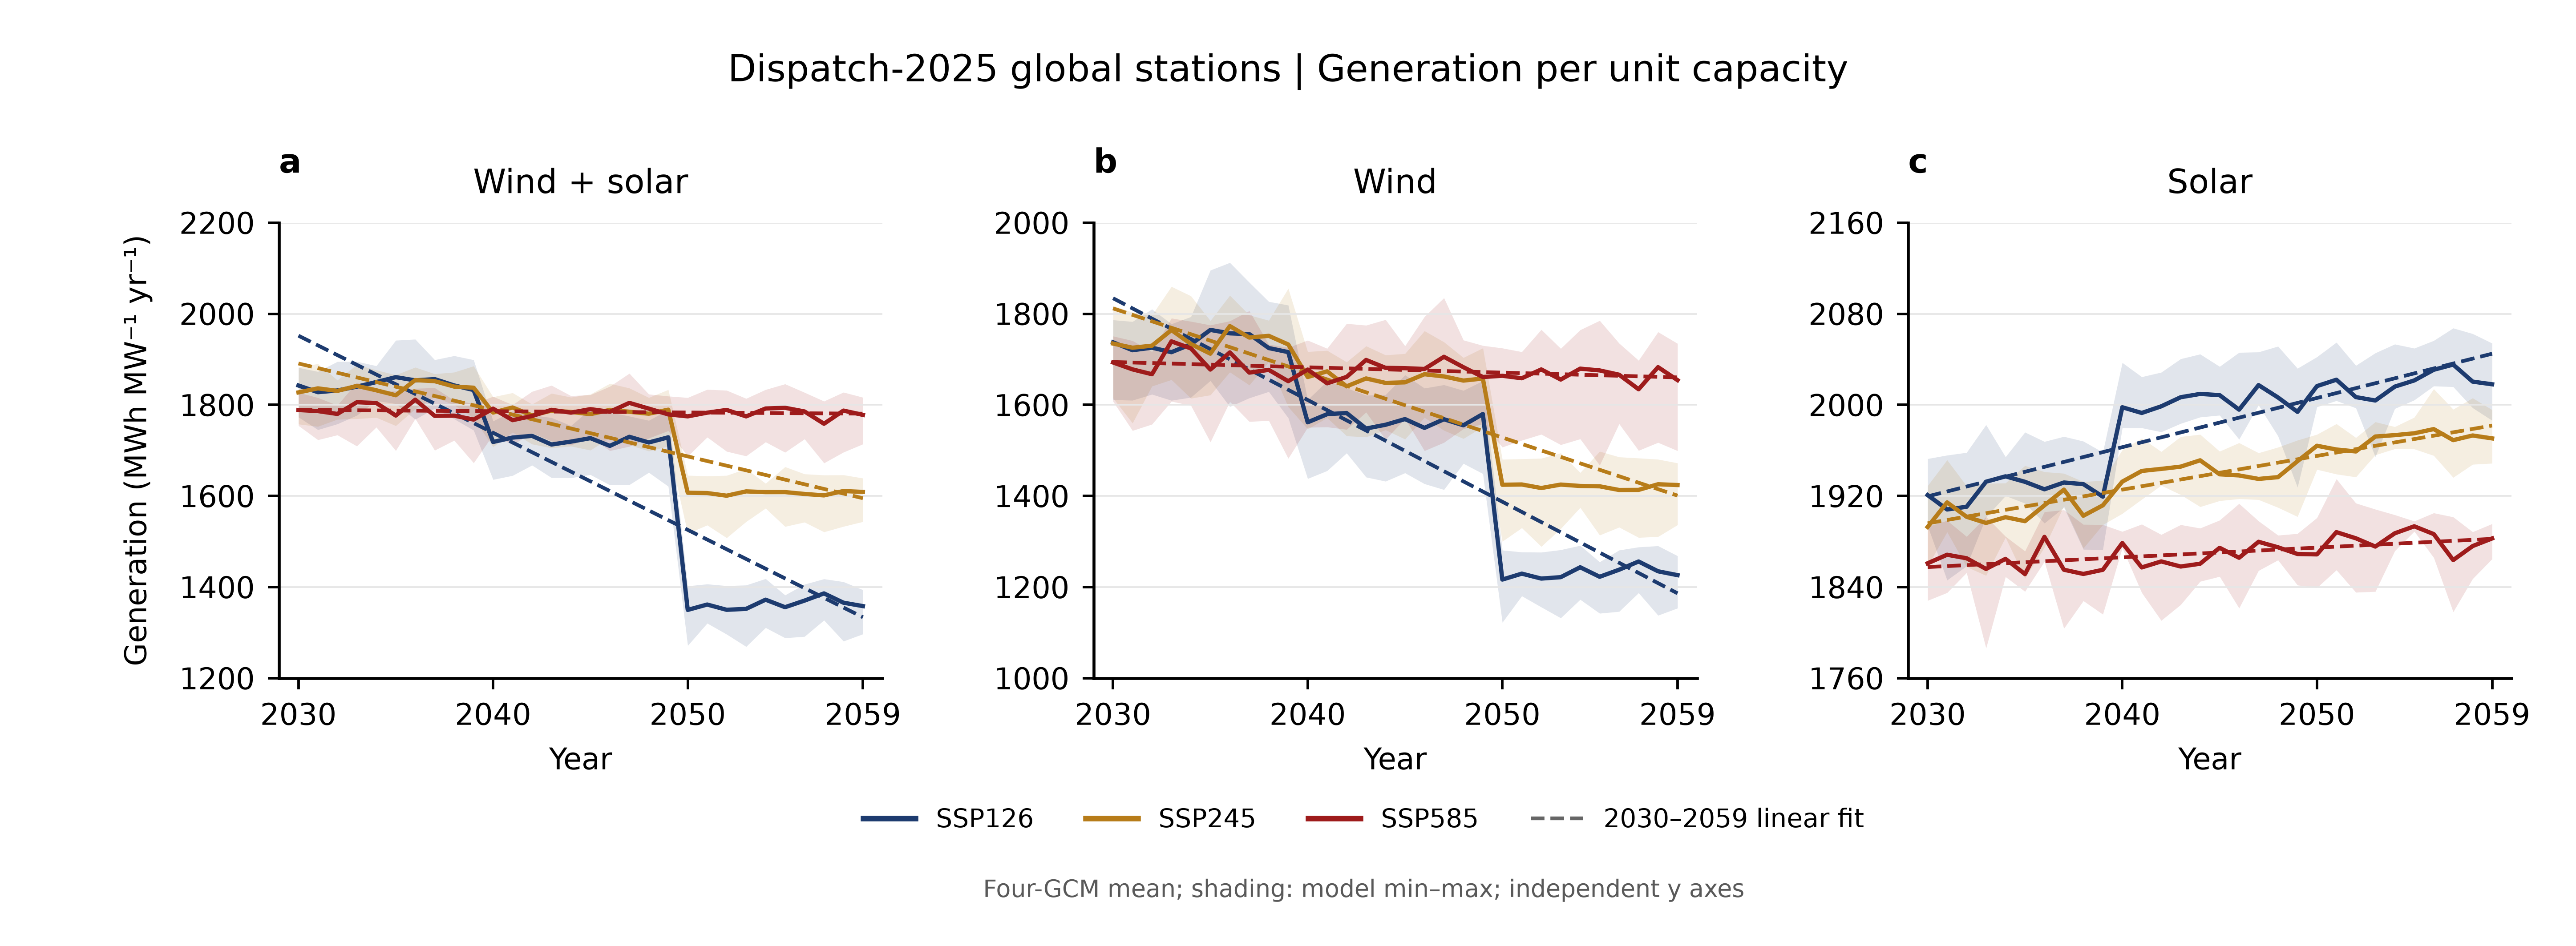 Dispatch-2025 global stations | Generation per unit capacity
a
Wind + solar
b
Wind
c
Solar
Generation (MWh MW⁻¹ yr⁻¹)
2200
2000
1800
1600
1400
1200
2030
2040
2050
2059
Year
2000
1800
1600
1400
1200
1000
2030
2040
2050
2059
Year
2160
2080
2000
1920
1840
1760
2030
2040
2050
2059
Year
SSP126
SSP245
SSP585
2030–2059 linear fit
Four-GCM mean; shading: model min–max; independent y axes